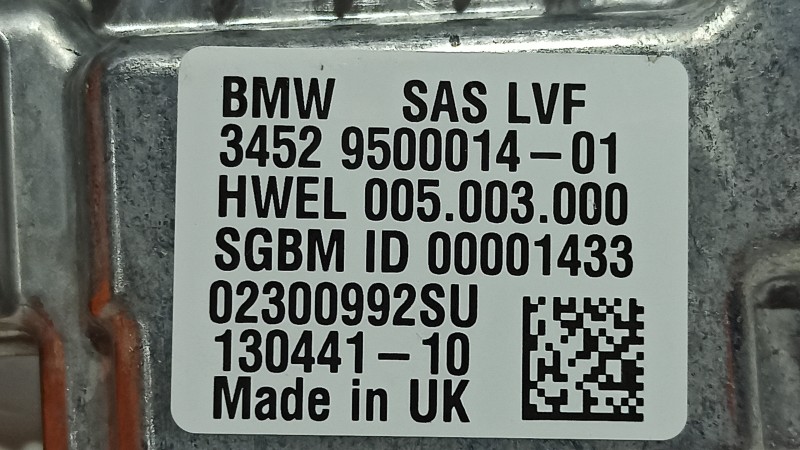 BMW SAS LVF
3452 9500014-01
HWEL 005.003.000
SGBM ID 00001433
02300992SU
130441-10
Made in UK